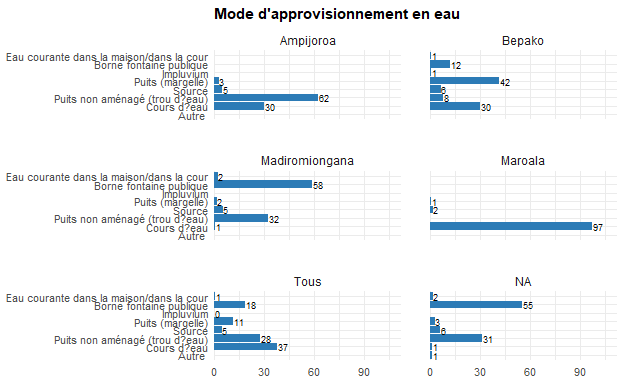 Mode d'approvisionnement en eau
Ampijoroa
Bepako
Eau courante dans la maison/dans la cour
Borne fontaine publique
Impluvium
Puits (margelle)
Source
Puits non aménagé (trou d?eau)
Cours d?eau
Autre
3
5
62
30
1
12
1
42
6
8
30
Madiromiongana
Maroala
Eau courante dans la maison/dans la cour
Borne fontaine publique
Impluvium
Puits (margelle)
Source
Puits non aménagé (trou d?eau)
Cours d?eau
Autre
2
58
2
5
32
1
1
2
97
Tous
NA
Eau courante dans la maison/dans la cour
Borne fontaine publique
Impluvium
Puits (margelle)
Source
Puits non aménagé (trou d?eau)
Cours d?eau
Autre
1
18
0
11
5
28
37
2
55
3
6
31
1
1
0 30 60 90 0 30 60 90